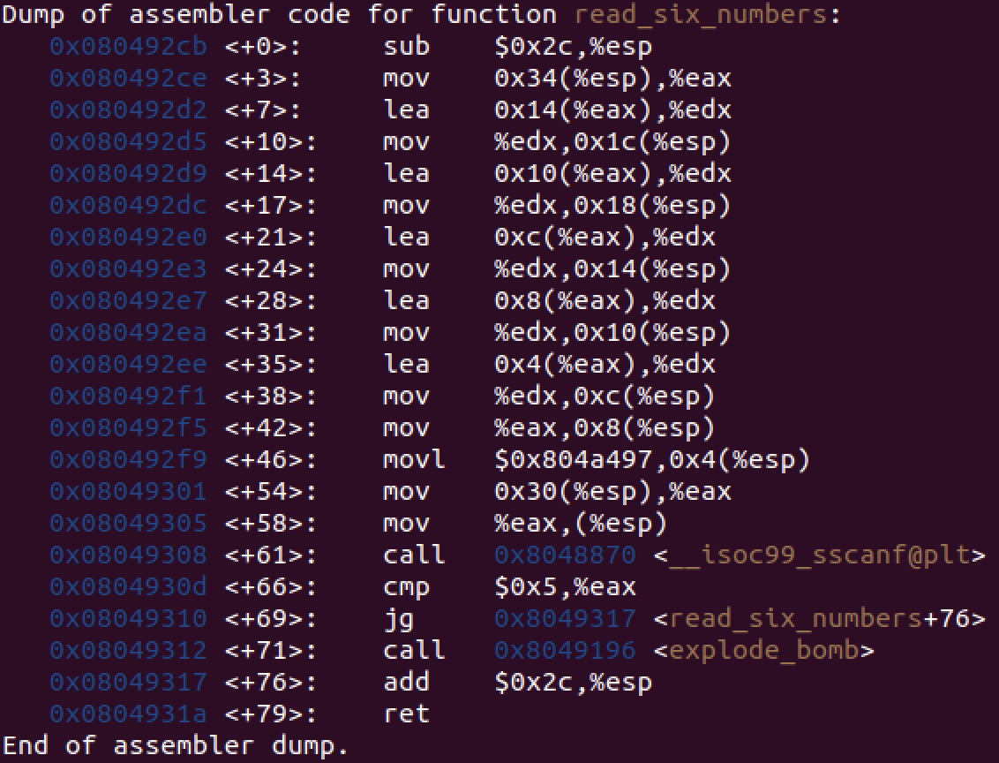 Dump of assembler code for function read_six_numbers:
   0x080492cb <+0>:     sub    $0x2c,%esp
   0x080492ce <+3>:     mov    0x34(%esp),%eax
   0x080492d2 <+7>:     lea    0x14(%eax),%edx
   0x080492d5 <+10>:    mov    %edx,0x1c(%esp)
   0x080492d9 <+14>:    lea    0x10(%eax),%edx
   0x080492dc <+17>:    mov    %edx,0x18(%esp)
   0x080492e0 <+21>:    lea    0xc(%eax),%edx
   0x080492e3 <+24>:    mov    %edx,0x14(%esp)
   0x080492e7 <+28>:    lea    0x8(%eax),%edx
   0x080492ea <+31>:    mov    %edx,0x10(%esp)
   0x080492ee <+35>:    lea    0x4(%eax),%edx
   0x080492f1 <+38>:    mov    %edx,0xc(%esp)
   0x080492f5 <+42>:    mov    %eax,0x8(%esp)
   0x080492f9 <+46>:    movl   $0x804a497,0x4(%esp)
   0x08049301 <+54>:    mov    0x30(%esp),%eax
   0x08049305 <+58>:    mov    %eax,(%esp)
   0x08049308 <+61>:    call   0x8048870 <__isoc99_sscanf@plt>
   0x0804930d <+66>:    cmp    $0x5,%eax
   0x08049310 <+69>:    jg     0x8049317 <read_six_numbers+76>
   0x08049312 <+71>:    call   0x8049196 <explode_bomb>
   0x08049317 <+76>:    add    $0x2c,%esp
   0x0804931a <+79>:    ret
End of assembler dump.